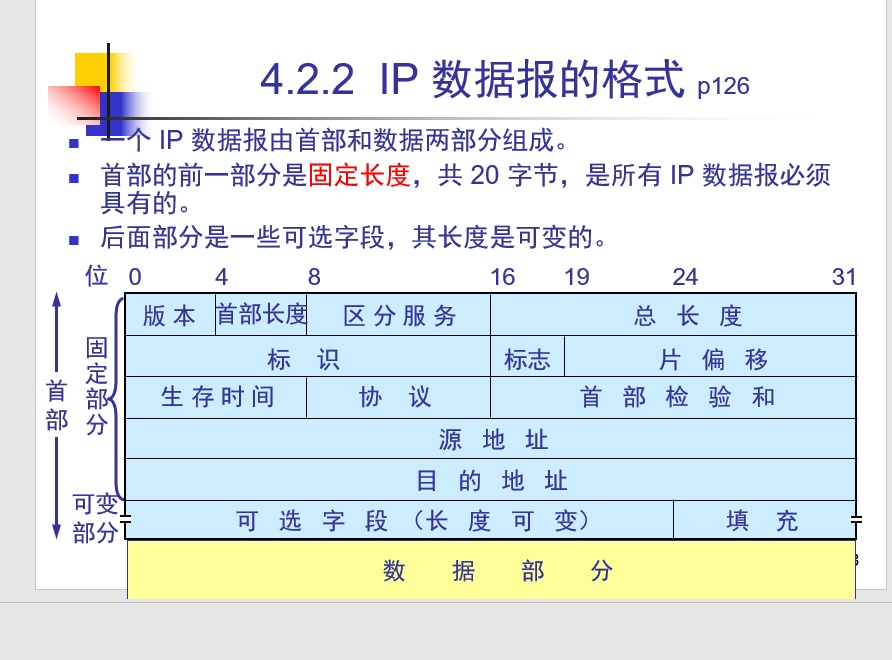 4.2.2 IP 数据报的格式 p126
一个 IP 数据报由首部和数据两部分组成。
首部的前一部分是固定长度，共 20 字节，是所有 IP 数据报必须
具有的。
后面部分是一些可选字段，其长度是可变的。
位 0 4 8 16 19 24 31
首部
固定部分
版本 首部长度 区分服务 总长度
标识 标志 片偏移
生存时间 协议 首部检验和
源地址
目的地址
可变
部分
可选字段（长度可变） 填充
数据部分